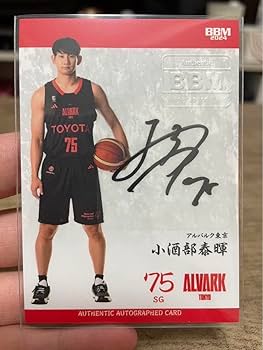 BBM
2024
Authentic
BBM
ALVARK
TOYOTA
75
アルバルク東京
小酒部泰暉
'75 ALVARK
SG TOKYO
AUTHENTIC AUTOGRAPHED CARD